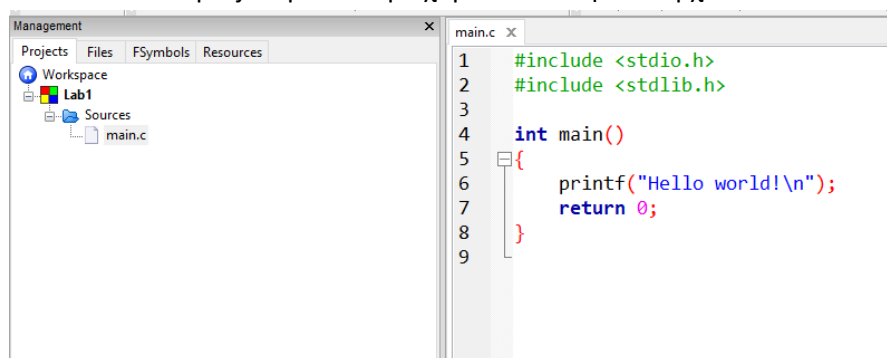 Management
Projects Files FSymbols Resources
Workspace
Lab1
Sources
main.c
main.c
1 #include <stdio.h>
2 #include <stdlib.h>
3
4 int main()
5 {
6 printf("Hello world!\n");
7 return 0;
8 }
9